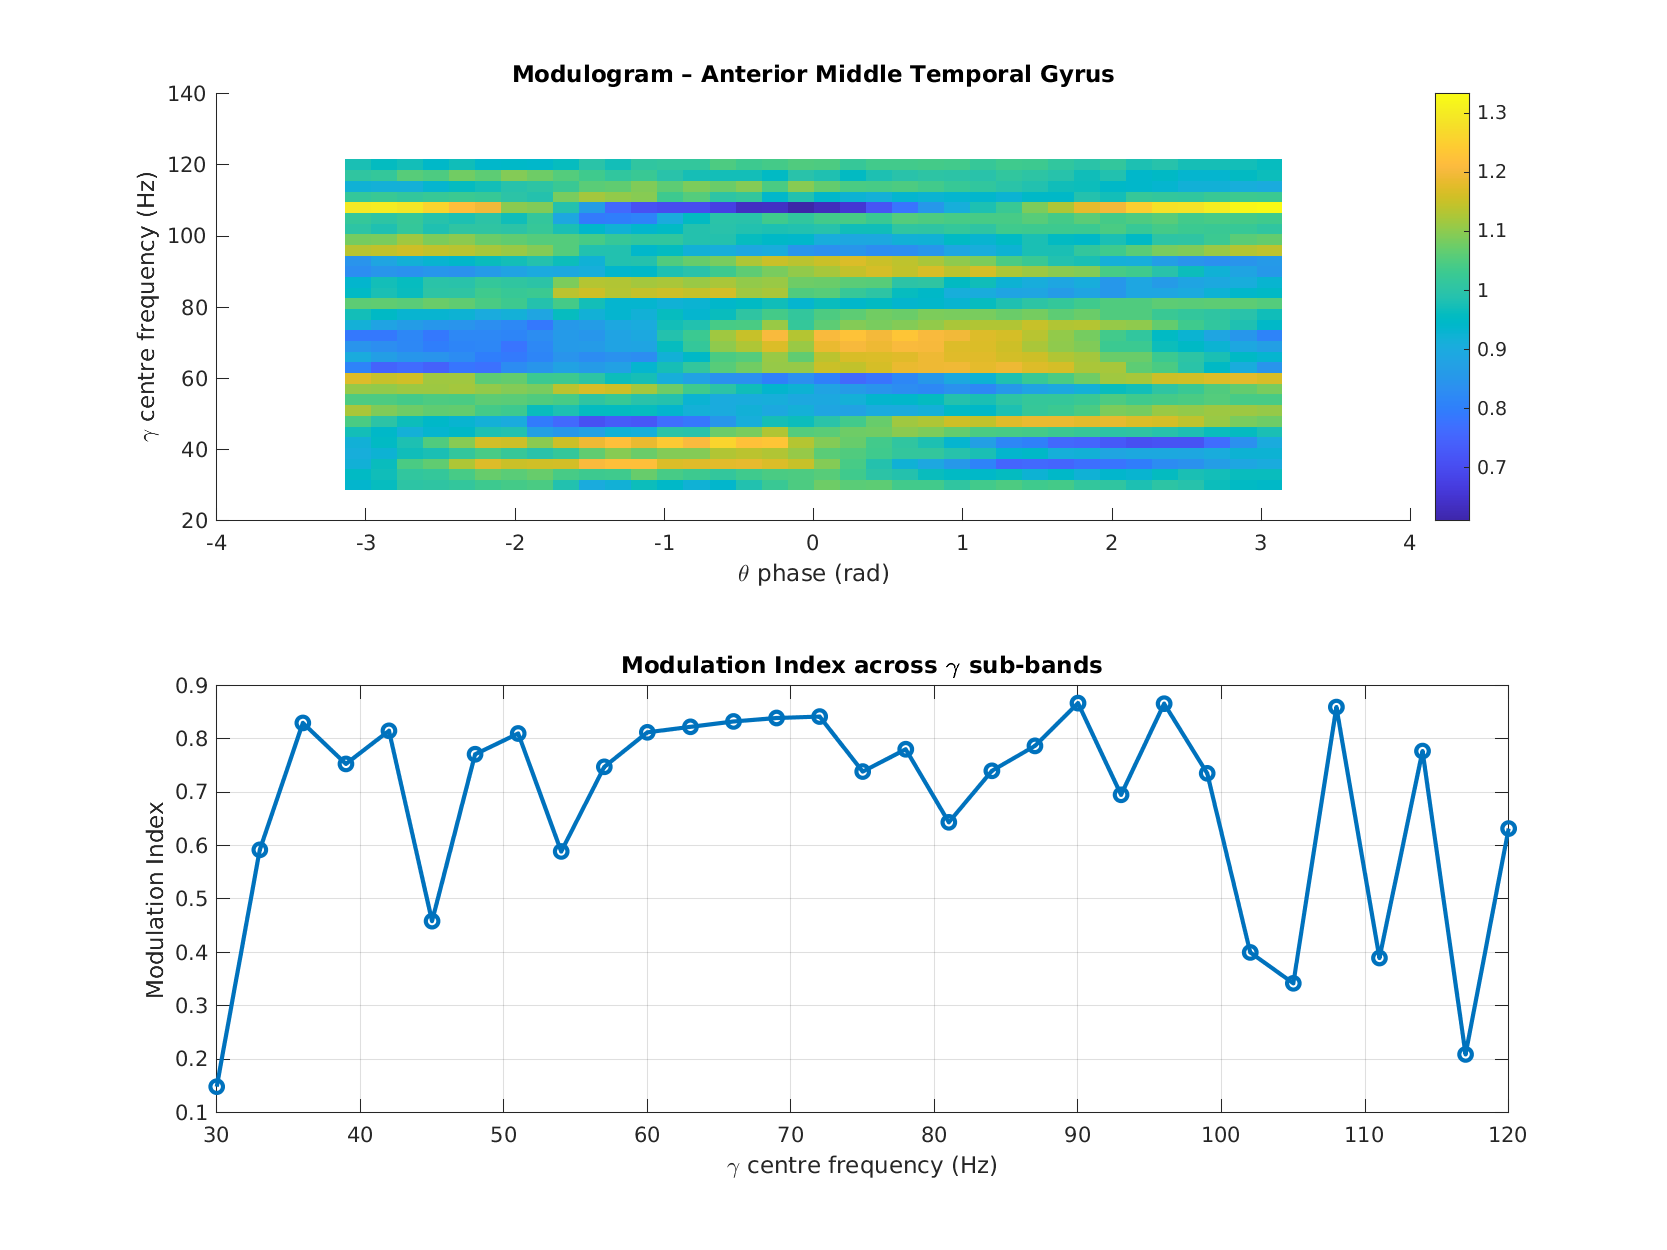 Modulogram – Anterior Middle Temporal Gyrus
140
120
100
80
60
40
20
γ centre frequency (Hz)
-4 -3 -2 -1 0 1 2 3 4
θ phase (rad)
1.3
1.2
1.1
1
0.9
0.8
0.7
Modulation Index across γ sub-bands
0.9
0.8
0.7
0.6
0.5
0.4
0.3
0.2
0.1
Modulation Index
30 40 50 60 70 80 90 100 110 120
γ centre frequency (Hz)